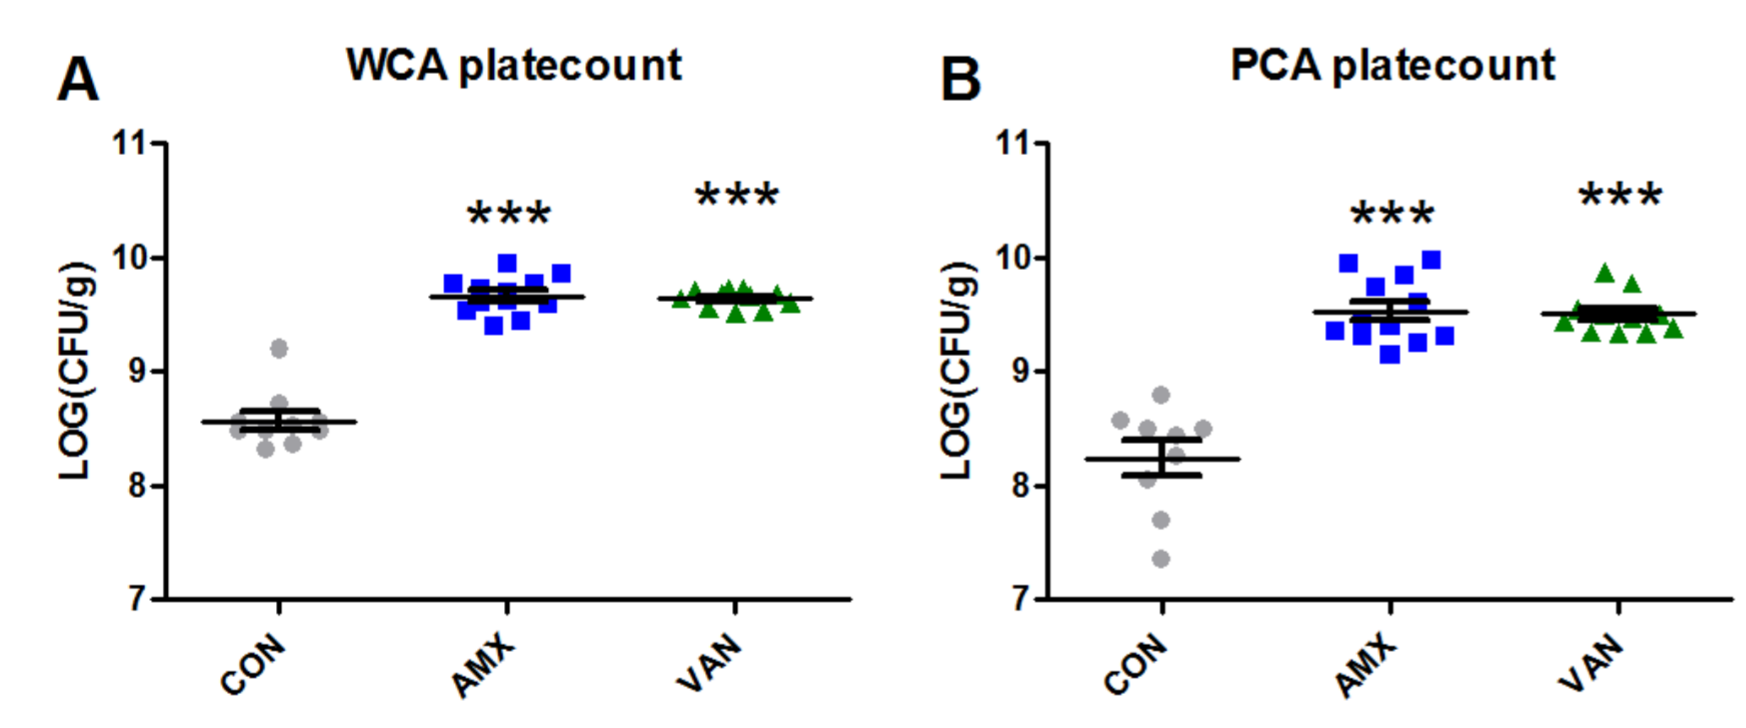 A
WCA platecount
LOG(CFU/g)
11
10
9
8
7
***
***
CON
AMX
VAN
B
PCA platecount
LOG(CFU/g)
11
10
9
8
7
***
***
CON
AMX
VAN